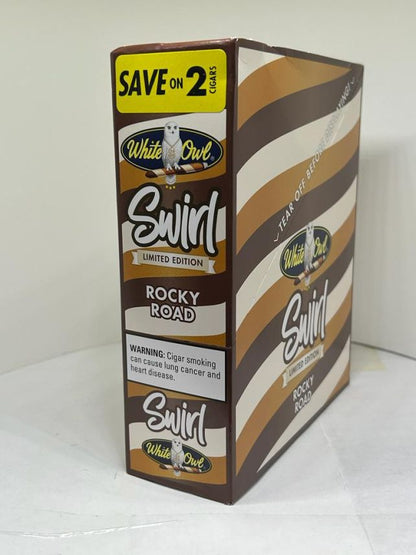 SAVE ON 2 CIGARS
White Owl
Swirl
LIMITED EDITION
ROCKY
ROAD
WARNING: Cigar smoking
can cause lung cancer and
heart disease.
Swirl
White Owl
TEAR OFF BEFORE
White Owl
Swirl
LIMITED EDITION
ROCKY
ROAD